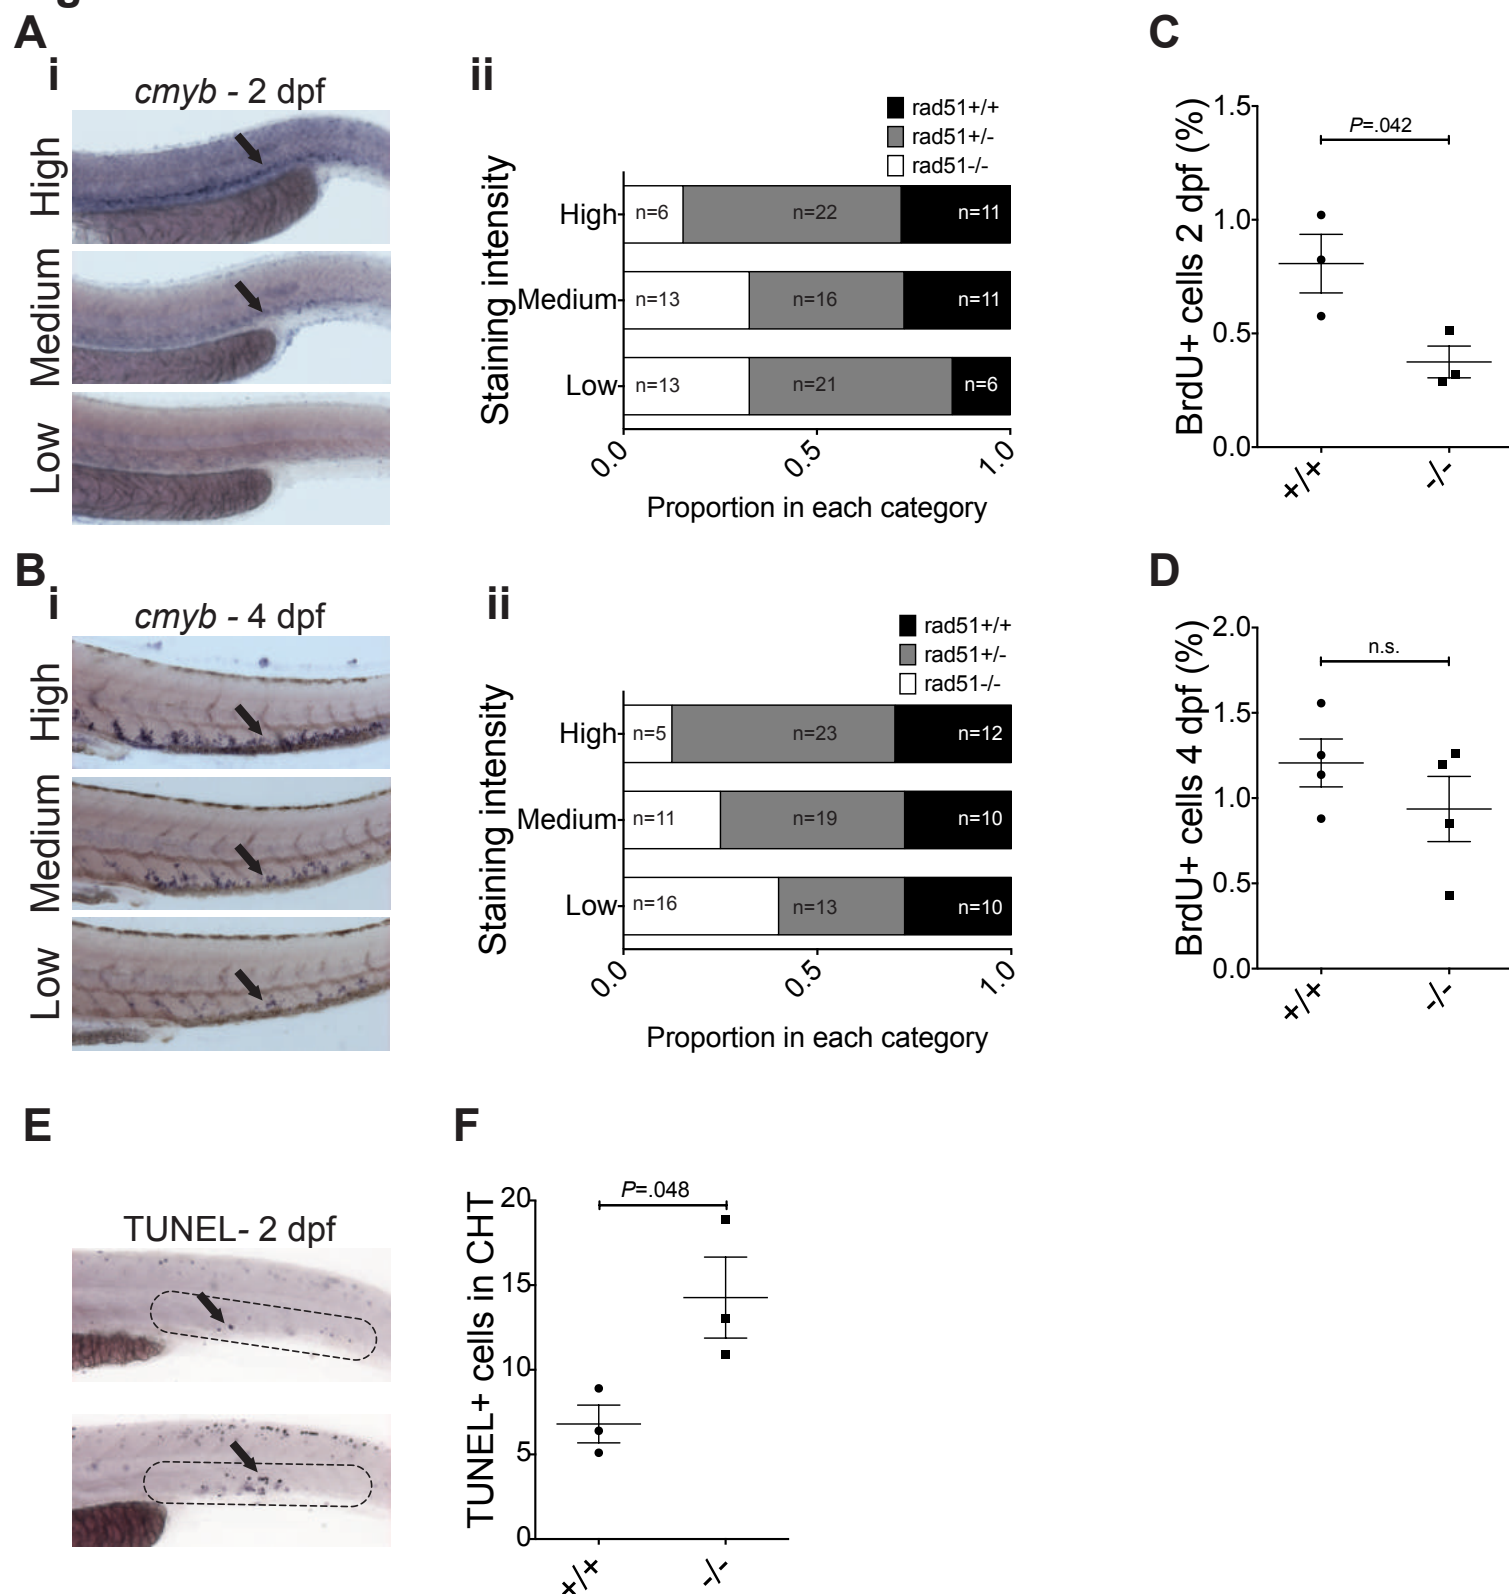 A
i
cmyb - 2 dpf
High
Medium
Low
ii
rad51+/+
rad51+/-
rad51-/-
Staining intensity
High
n=6
n=22
n=11
Medium
n=13
n=16
n=11
Low
n=13
n=21
n=6
0.0
0.5
1.0
Proportion in each category
C
BrdU+ cells 2 dpf (%)
1.5
1.0
0.5
0.0
P=.042
+/+
-/-
B
i
cmyb - 4 dpf
High
Medium
Low
ii
rad51+/+
rad51+/-
rad51-/-
Staining intensity
High
n=5
n=23
n=12
Medium
n=11
n=19
n=10
Low
n=16
n=13
n=10
0.0
0.5
1.0
Proportion in each category
D
BrdU+ cells 4 dpf (%)
2.0
1.5
1.0
0.5
0.0
n.s.
+/+
-/-
E
TUNEL- 2 dpf
F
TUNEL+ cells in CHT
20
15
10
5
0
P=.048
+/+
-/-